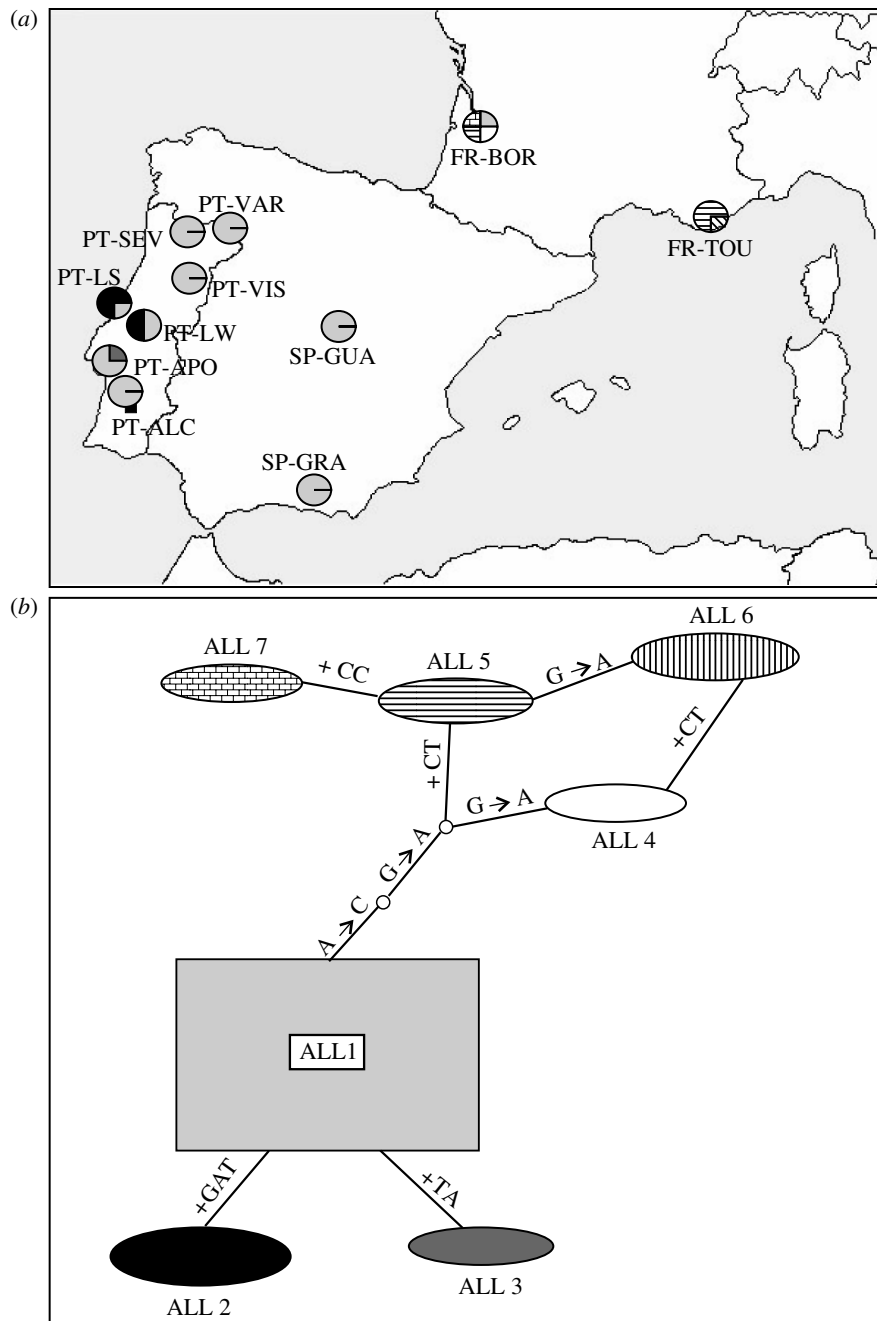 (a)
FR-BOR
FR-TOU
PT-VAR
PT-SEV
PT-LS
PT-VIS
PT-LW
SP-GUA
PT-APO
PT-ALC
SP-GRA
(b)
ALL 7
ALL 5
ALL 6
+ CC
G → A
+CT
+CT
G → A
ALL 4
G → A
A → C
ALL1
+GAT
+TA
ALL 2
ALL 3